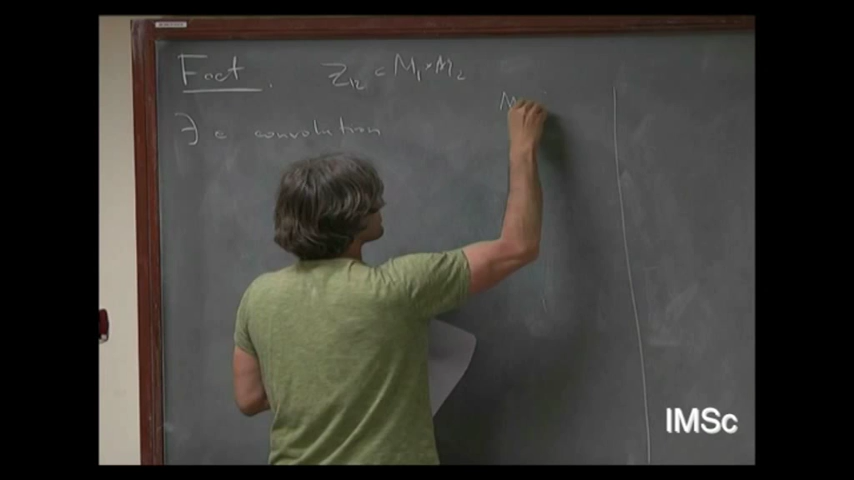 Fact. Z₁₂ ⊂ M₁ × M₂
M
∃ a convolution
IMSc